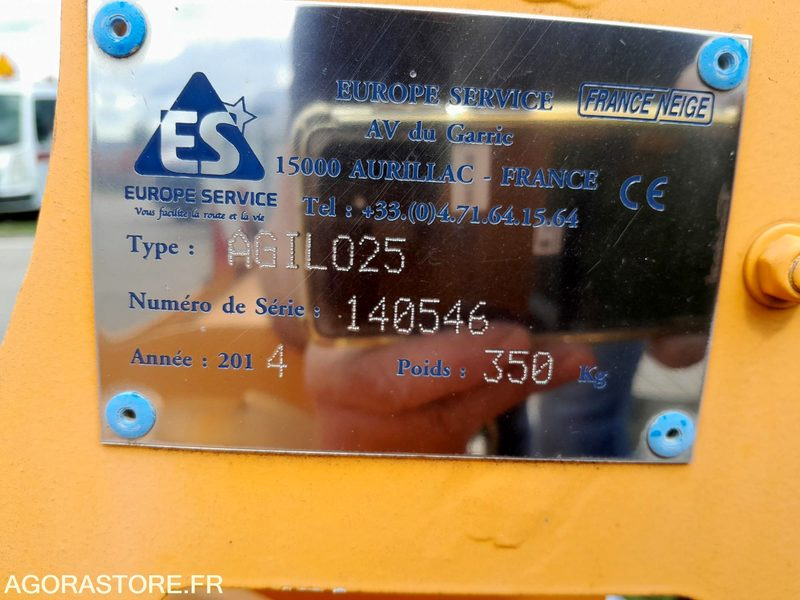 ES
EUROPE SERVICE
Vous facilite la route et la vie
EUROPE SERVICE
FRANCE NEIGE
AV du Garric
15000 AURILLAC - FRANCE
CE
Tel : +33.(0)4.71.64.15.64
Type : AGILO25
Numéro de Série : 140546
Année : 2014 Poids : 350 Kg
AGORASTORE.FR